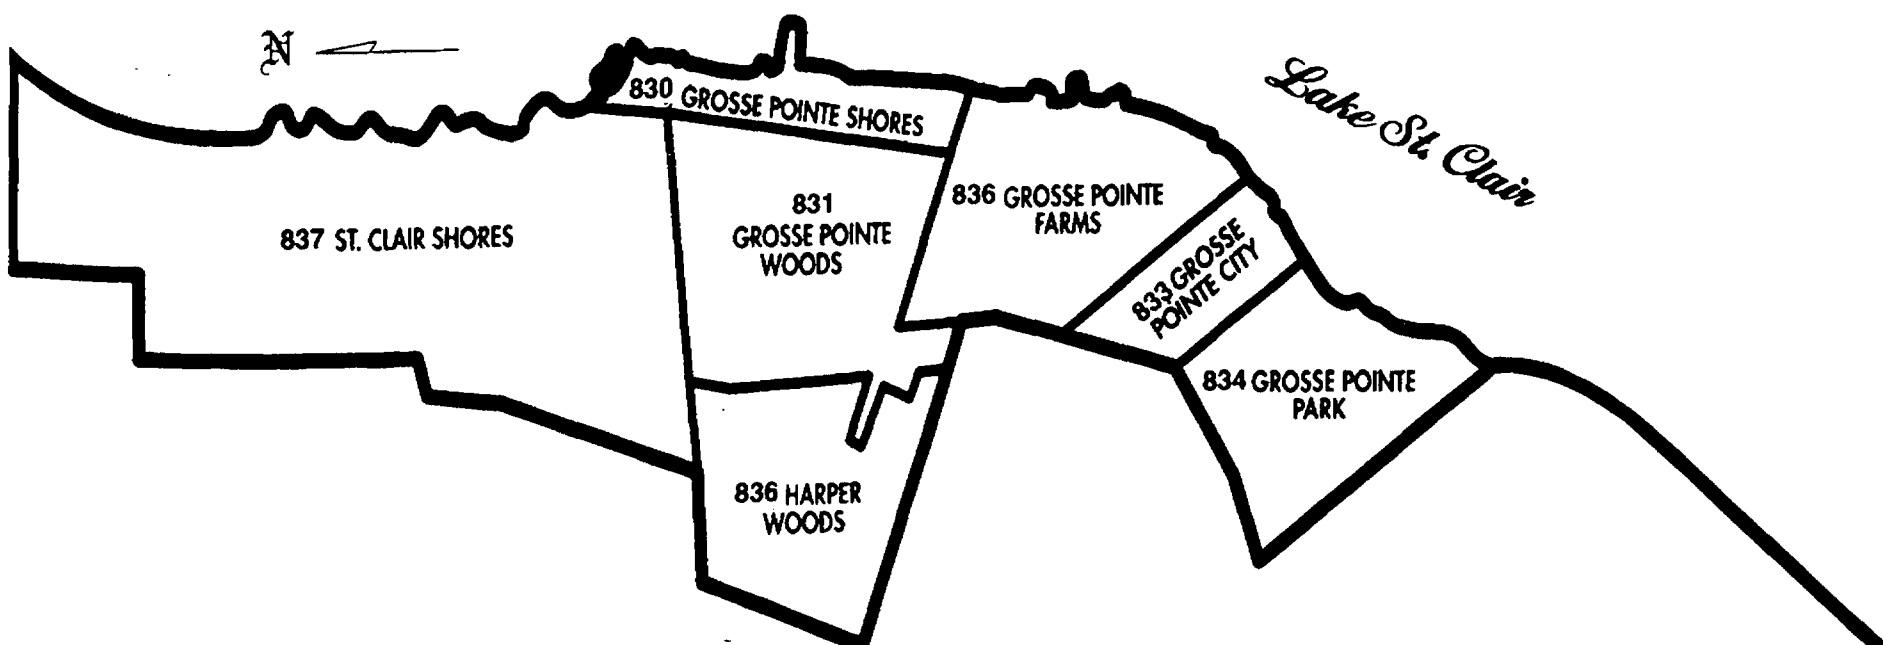 N
Lake St. Clair
830 GROSSE POINTE SHORES
837 ST. CLAIR SHORES
831
GROSSE POINTE
WOODS
836 GROSSE POINTE
FARMS
833 GROSSE
POINTE CITY
834 GROSSE POINTE
PARK
836 HARPER
WOODS